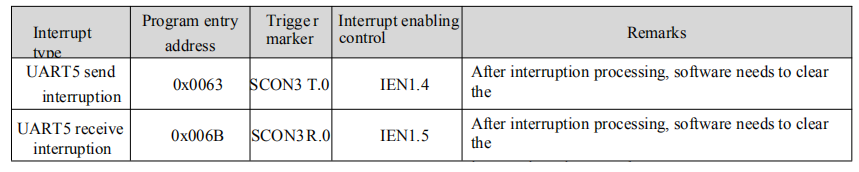 Interrupt type
Program entry address
Trigger marker
Interrupt enabling control
Remarks
UART5 send interruption
0x0063
SCON3 T.0
IEN1.4
After interruption processing, software needs to clear
the
UART5 receive interruption
0x006B
SCON3R.0
IEN1.5
After interruption processing, software needs to clear
the